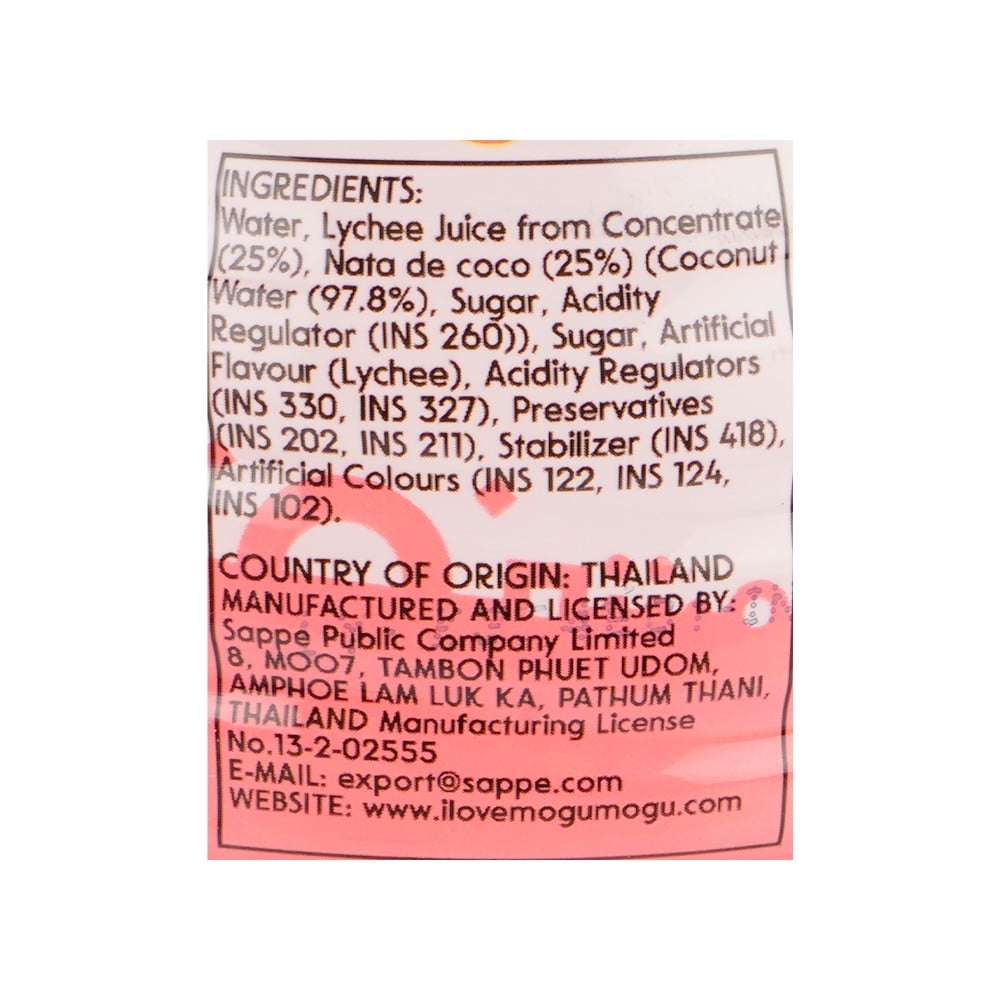 INGREDIENTS:
Water, Lychee Juice from Concentrate
(25%), Nata de coco (25%) (Coconut
Water (97.8%), Sugar, Acidity
Regulator (INS 260)), Sugar, Artificial
Flavour (Lychee), Acidity Regulators
(INS 330, INS 327), Preservatives
(INS 202, INS 211), Stabilizer (INS 418),
Artificial Colours (INS 122, INS 124,
INS 102).
COUNTRY OF ORIGIN: THAILAND
MANUFACTURED AND LICENSED BY:
Sappe Public Company Limited
8, MOO7, TAMBON PHUET UDOM,
AMPHOE LAM LUK KA, PATHUM THANI,
THAILAND Manufacturing License
No.13-2-02555
E-MAIL: export@sappe.com
WEBSITE: www.ilovemogumogu.com